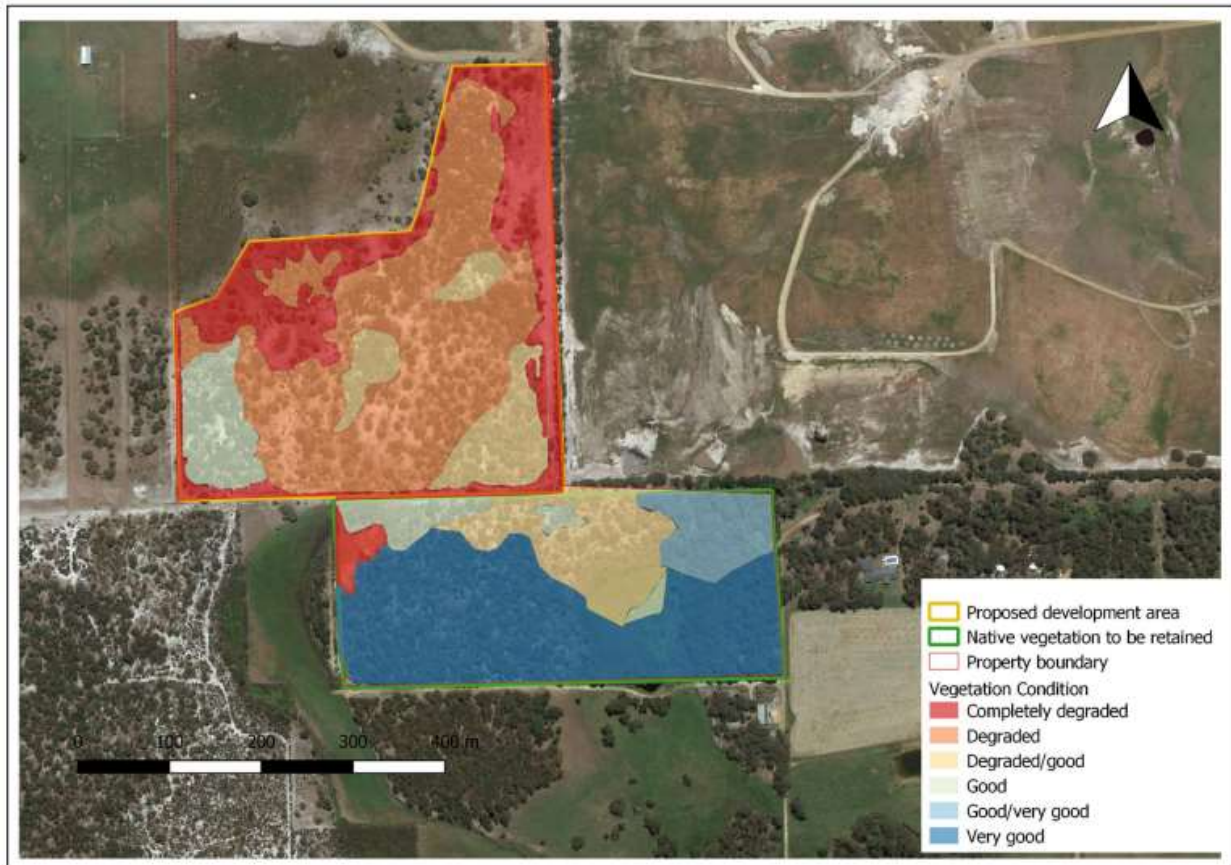 0 100 200 300 400 m
Proposed development area
Native vegetation to be retained
Property boundary
Vegetation Condition
Completely degraded
Degraded
Degraded/good
Good
Good/very good
Very good